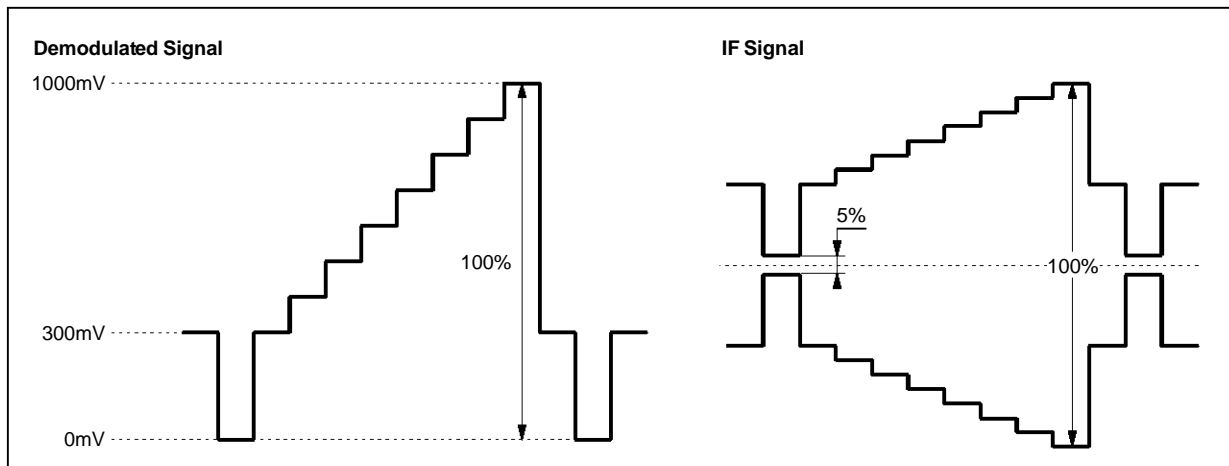 Demodulated Signal
1000mV
100%
300mV
0mV
IF Signal
5%
100%